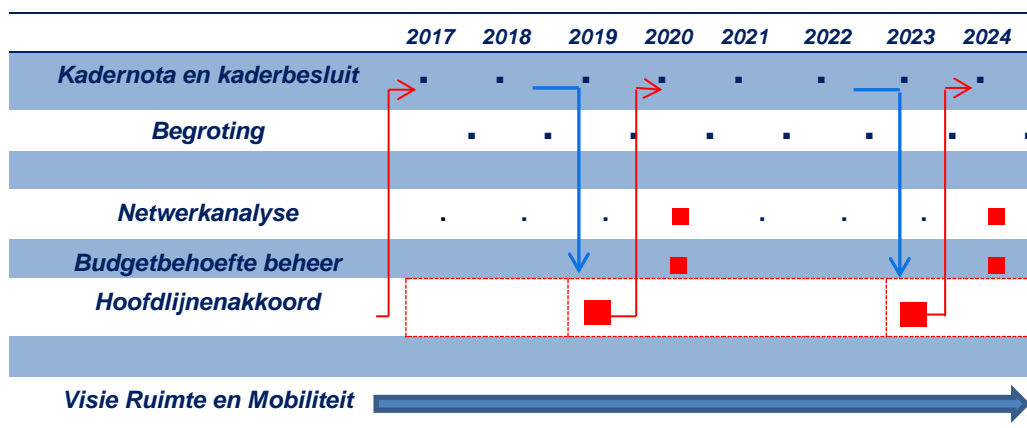 2017 2018 2019 2020 2021 2022 2023 2024
Kadernota en kaderbesluit
Begroting
Netwerkanalyse
Budgetbehoefte beheer
Hoofdlijnenakkoord
Visie Ruimte en Mobiliteit